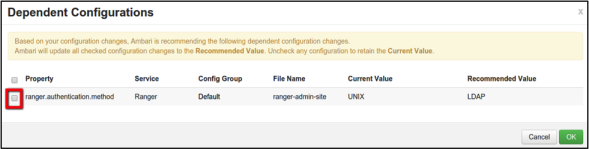 Dependent Configurations
x
Based on your configuration changes, Ambari is recommending the following dependent configuration changes.
Ambari will update all checked configuration changes to the Recommended Value. Uncheck any configuration to retain the Current Value.
Property Service Config Group File Name Current Value Recommended Value
ranger.authentication.method Ranger Default ranger-admin-site UNIX LDAP
Cancel OK